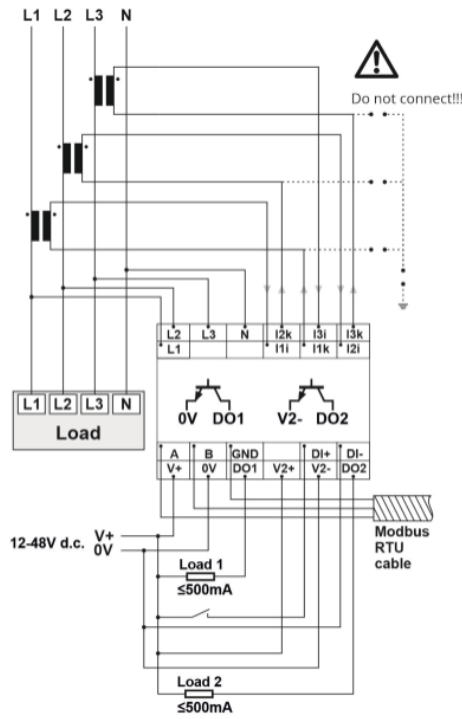 L1 L2 L3 N
Do not connect!!!
L2 L3 N I2k I3i I3k
L1 I1i I1k I2i
0V DO1 V2- DO2
L1 L2 L3 N
Load
A B GND DI+ DI-
V+ 0V DO1 V2+ V2- DO2
Modbus
RTU
cable
12-48V d.c. V+
0V
Load 1
≤500mA
Load 2
≤500mA